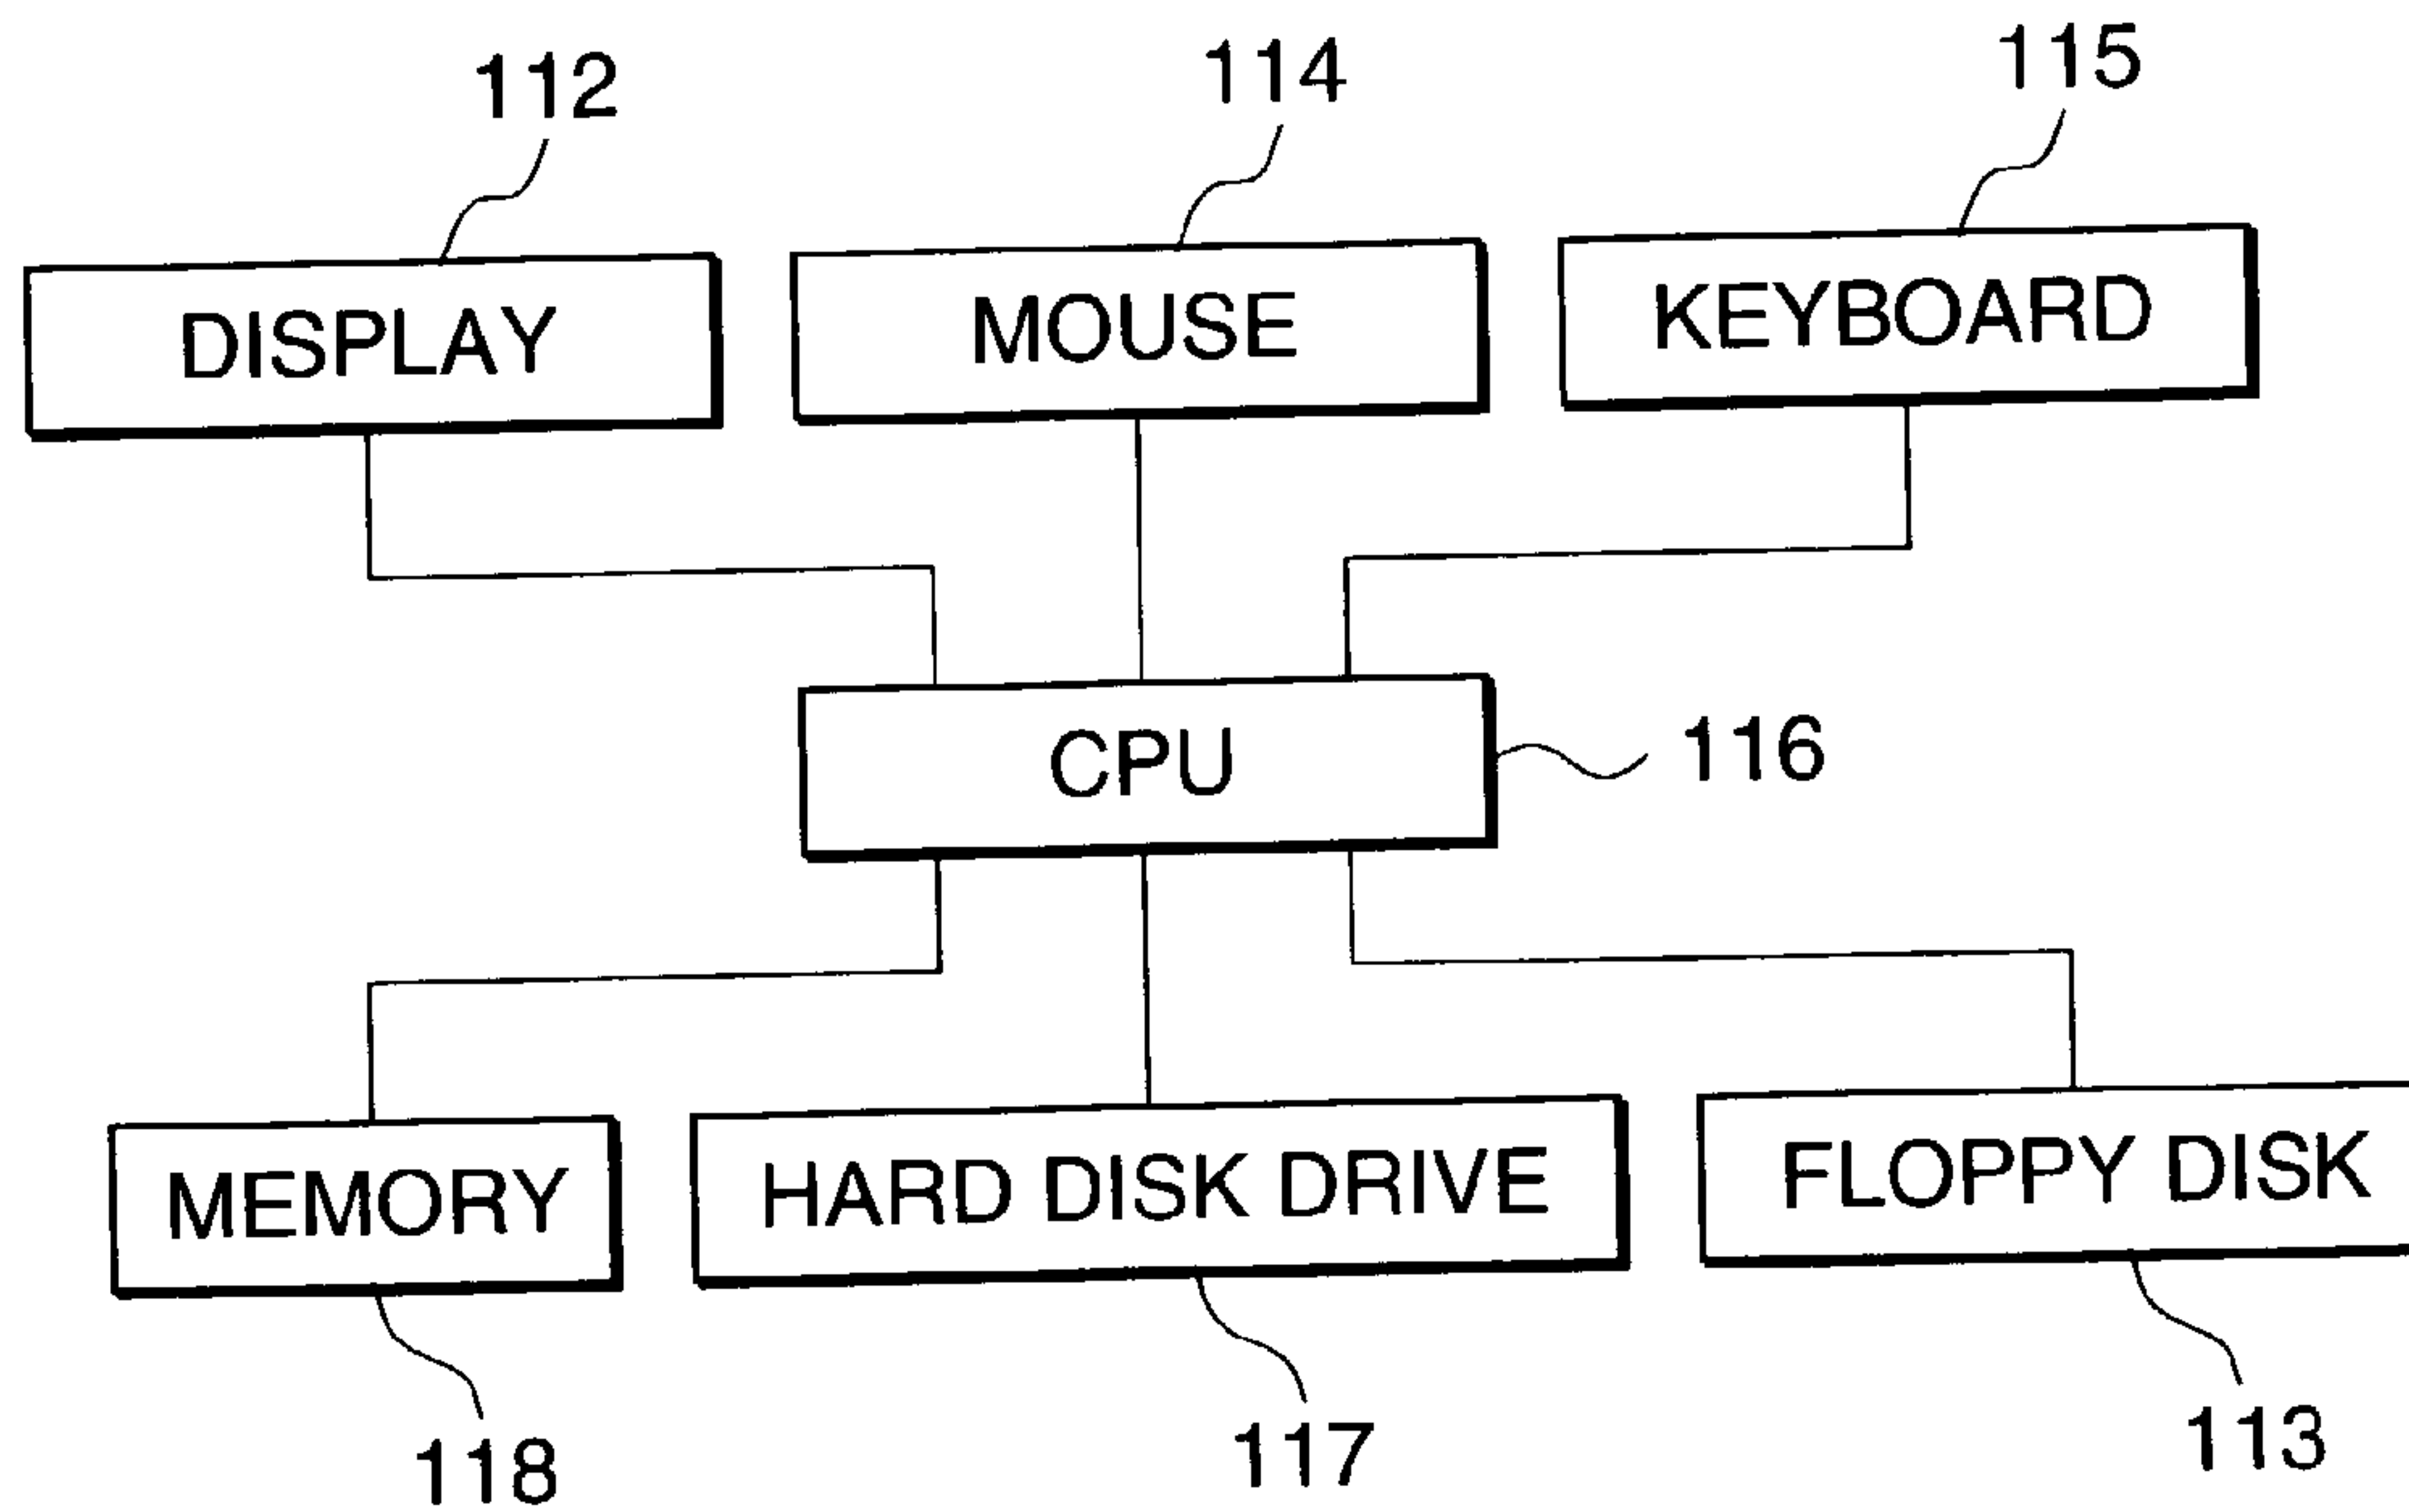 112
114
115
DISPLAY
MOUSE
KEYBOARD
CPU
116
MEMORY
HARD DISK DRIVE
FLOPPY DISK
118
117
113